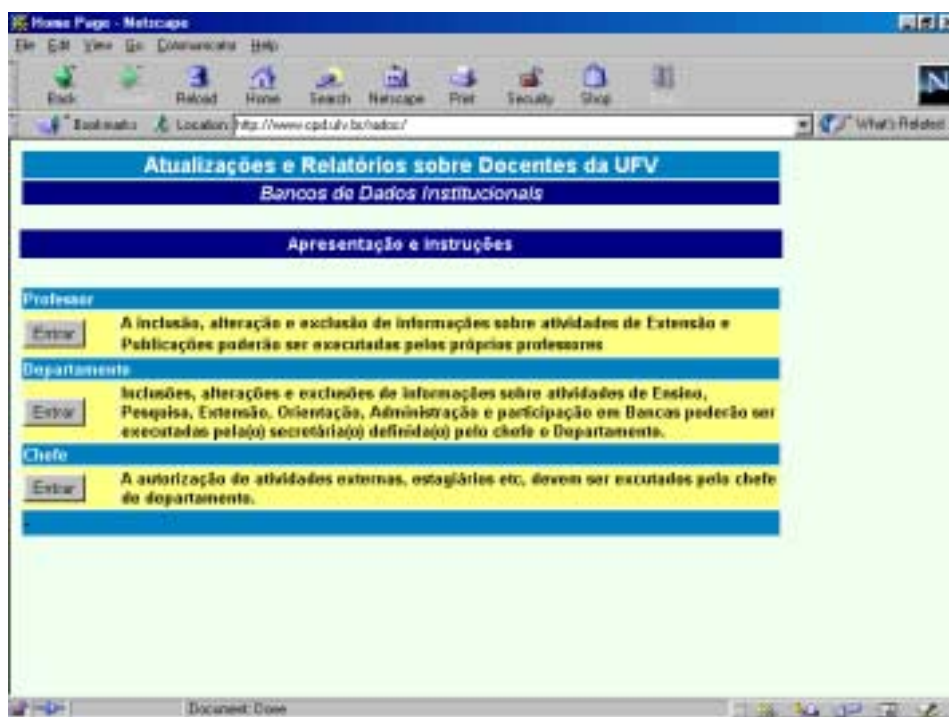 Home Page - Netscape
File Edit View Go Communicator Help
Back Reload Home Search Netscape Print Security Shop
Bookmarks Location: http://www.cpd.ufv.br/rados/ What's Related
N
Atualizações e Relatórios sobre Docentes da UFV
Bancos de Dados Institucionais
Apresentação e instruções
Professor
Entrar
A inclusão, alteração e exclusão de informações sobre atividades de Extensão e
Publicações poderão ser executadas pelos próprios professores
Departamento
Entrar
Inclusões, alterações e exclusões de informações sobre atividades de Ensino,
Pesquisa, Extensão, Orientação, Administração e participação em Bancas poderão ser
executadas pela(o) secretária(o) definida(o) pelo chefe o Departamento.
Chefe
Entrar
A autorização de atividades externas, estagiários etc, devem ser excutados pelo chefe
de departamento.
Document: Done